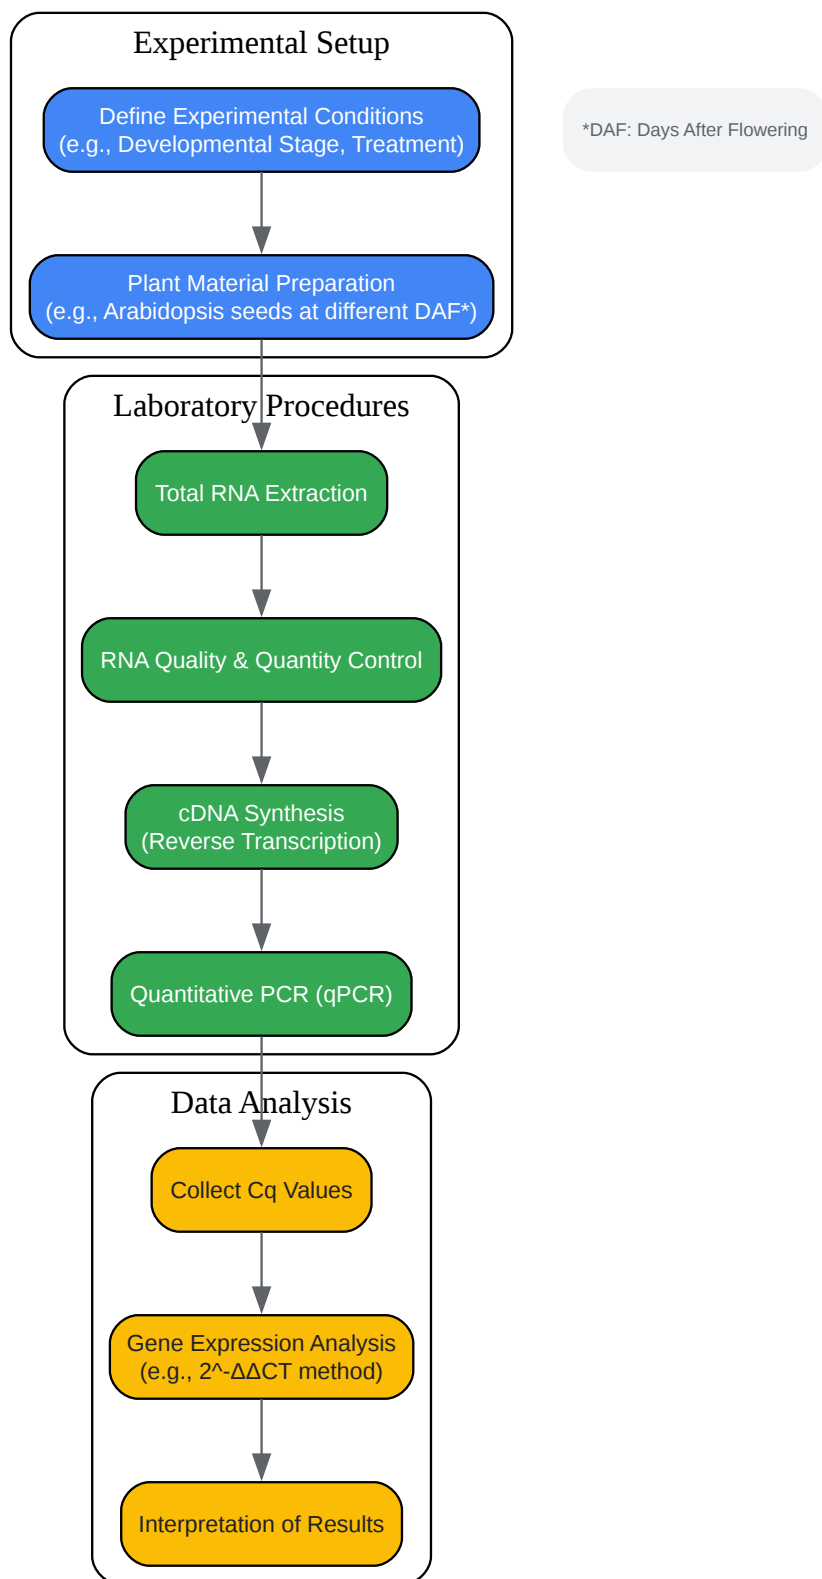 Experimental Setup
Define Experimental Conditions
(e.g., Developmental Stage, Treatment)
*DAF: Days After Flowering
Plant Material Preparation
(e.g., Arabidopsis seeds at different DAF*)
Laboratory Procedures
Total RNA Extraction
RNA Quality & Quantity Control
cDNA Synthesis
(Reverse Transcription)
Quantitative PCR (qPCR)
Data Analysis
Collect Cq Values
Gene Expression Analysis
(e.g., 2^-ΔΔCT method)
Interpretation of Results